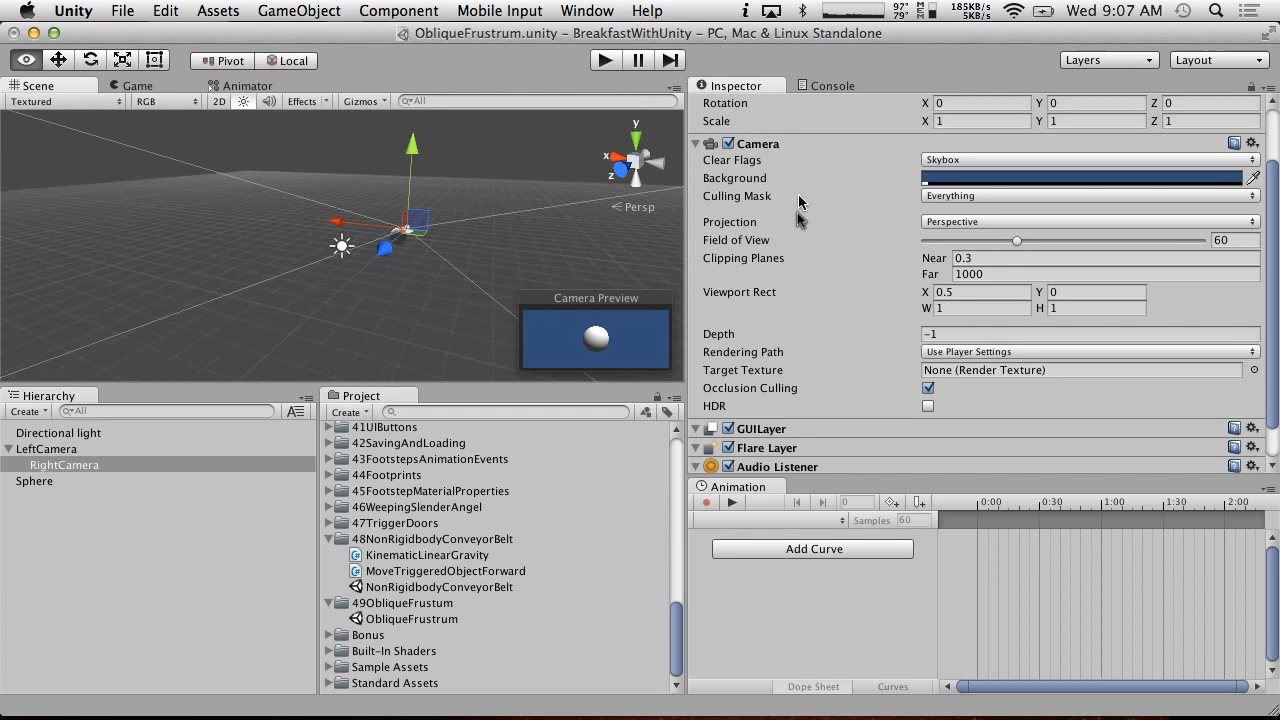 Unity File Edit Assets GameObject Component Mobile Input Window Help 97° 79° MEM 185KB/S 5KB/S Wed 9:07 AM
ObliqueFrustrum.unity - BreakfastWithUnity - PC, Mac & Linux Standalone
Pivot Local Layers Layout
Scene Game Animator
Textured RGB 2D Effects Gizmos All
y
x
z
Persp
Camera Preview
Inspector Console
Rotation X 0 Y 0 Z 0
Scale X 1 Y 1 Z 1
Camera
Clear Flags Skybox
Background
Culling Mask Everything
Projection Perspective
Field of View 60
Clipping Planes Near 0.3
Far 1000
Viewport Rect X 0.5 Y 0
W 1 H 1
Depth -1
Rendering Path Use Player Settings
Target Texture None (Render Texture)
Occlusion Culling
HDR
GUILayer
Flare Layer
Audio Listener
Hierarchy
Create All
Directional light
LeftCamera
RightCamera
Sphere
Project
Create
41UIButtons
42SavingAndLoading
43FootstepsAnimationEvents
44Footprints
45FootstepMaterialProperties
46WeepingSlenderAngel
47TriggerDoors
48NonRigidbodyConveyorBelt
KinematicLinearGravity
MoveTriggeredObjectForward
NonRigidbodyConveyorBelt
49ObliqueFrustum
ObliqueFrustrum
Bonus
Built-In Shaders
Sample Assets
Standard Assets
Animation
0 0:00 0:30 1:00 1:30 2:00
Samples 60
Add Curve
Dope Sheet Curves